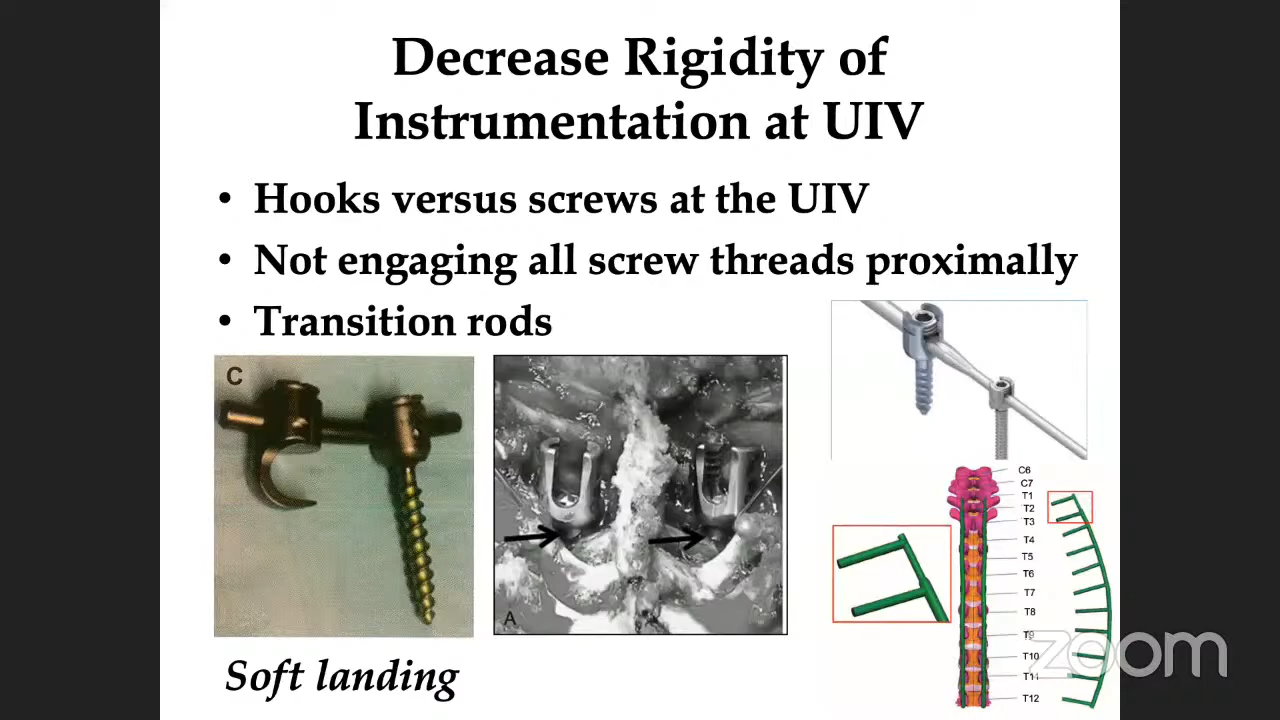 Decrease Rigidity of
Instrumentation at UIV
• Hooks versus screws at the UIV
• Not engaging all screw threads proximally
• Transition rods
C
A
Soft landing
C6
C7
T1
T2
T3
T4
T5
T6
T7
T8
T9
T10
T11
T12
zoom